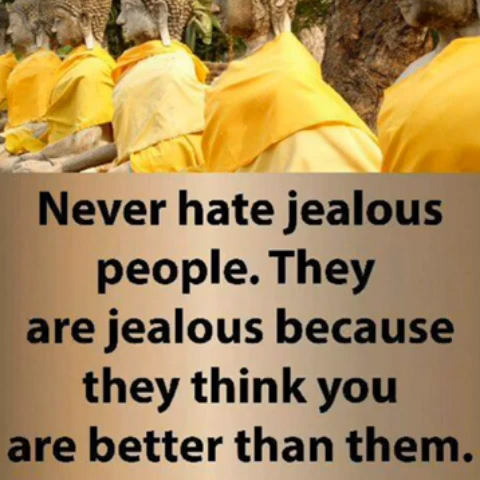 Never hate jealous
people. They
are jealous because
they think you
are better than them.